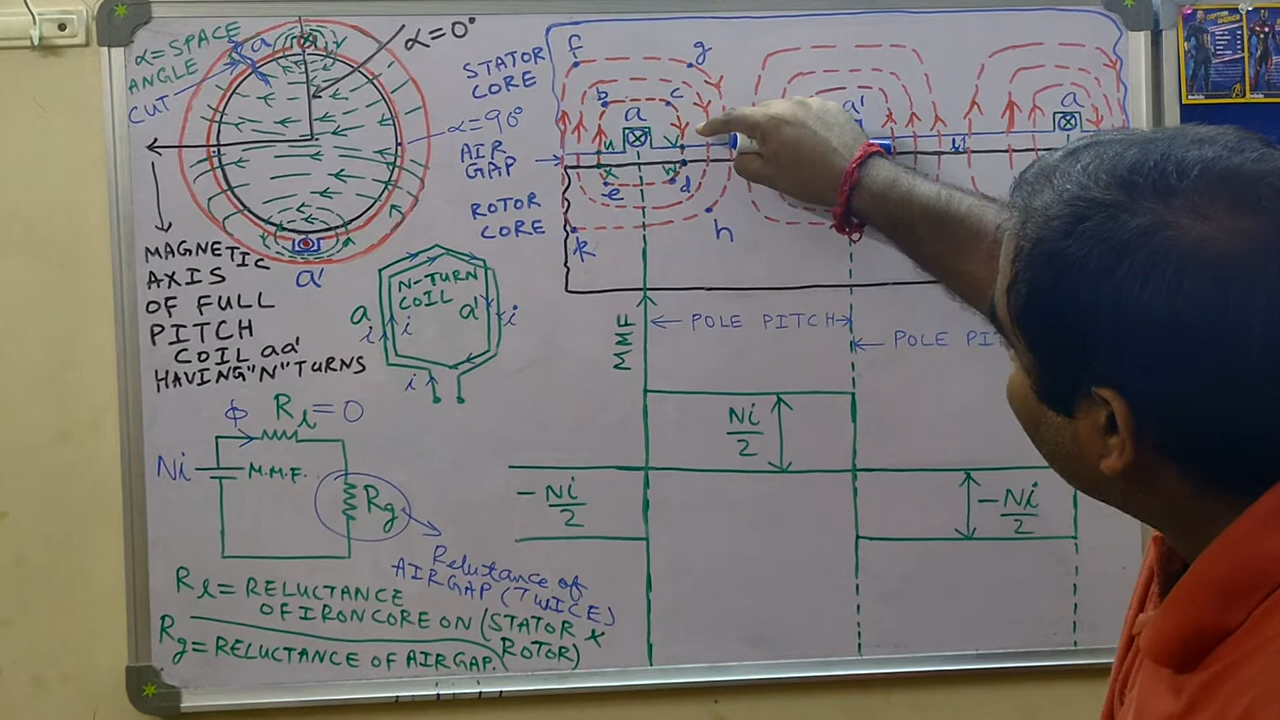 α=SPACE
ANGLE
CUT
a
α=0°
α=90°
a'
MAGNETIC
AXIS
OF FULL
PITCH
COIL aa'
HAVING "N" TURNS
STATOR
CORE
AIR
GAP
ROTOR
CORE
f
g
b
c
a
u
v
x
w
e
d
k
h
a'
a
N-TURN
COIL
a
a'
i
i
i
i
MMF
POLE PITCH
POLE
Ni/2
-Ni/2
-Ni/2
ϕ
Rl=0
Ni
M.M.F.
Rg
Reluctance of
AIRGAP (TWICE)
Rl=RELUCTANCE
OF IRON CORE ON (STATOR &
ROTOR)
Rg=RELUCTANCE OF AIRGAP.
CAPTAIN
AMERICA